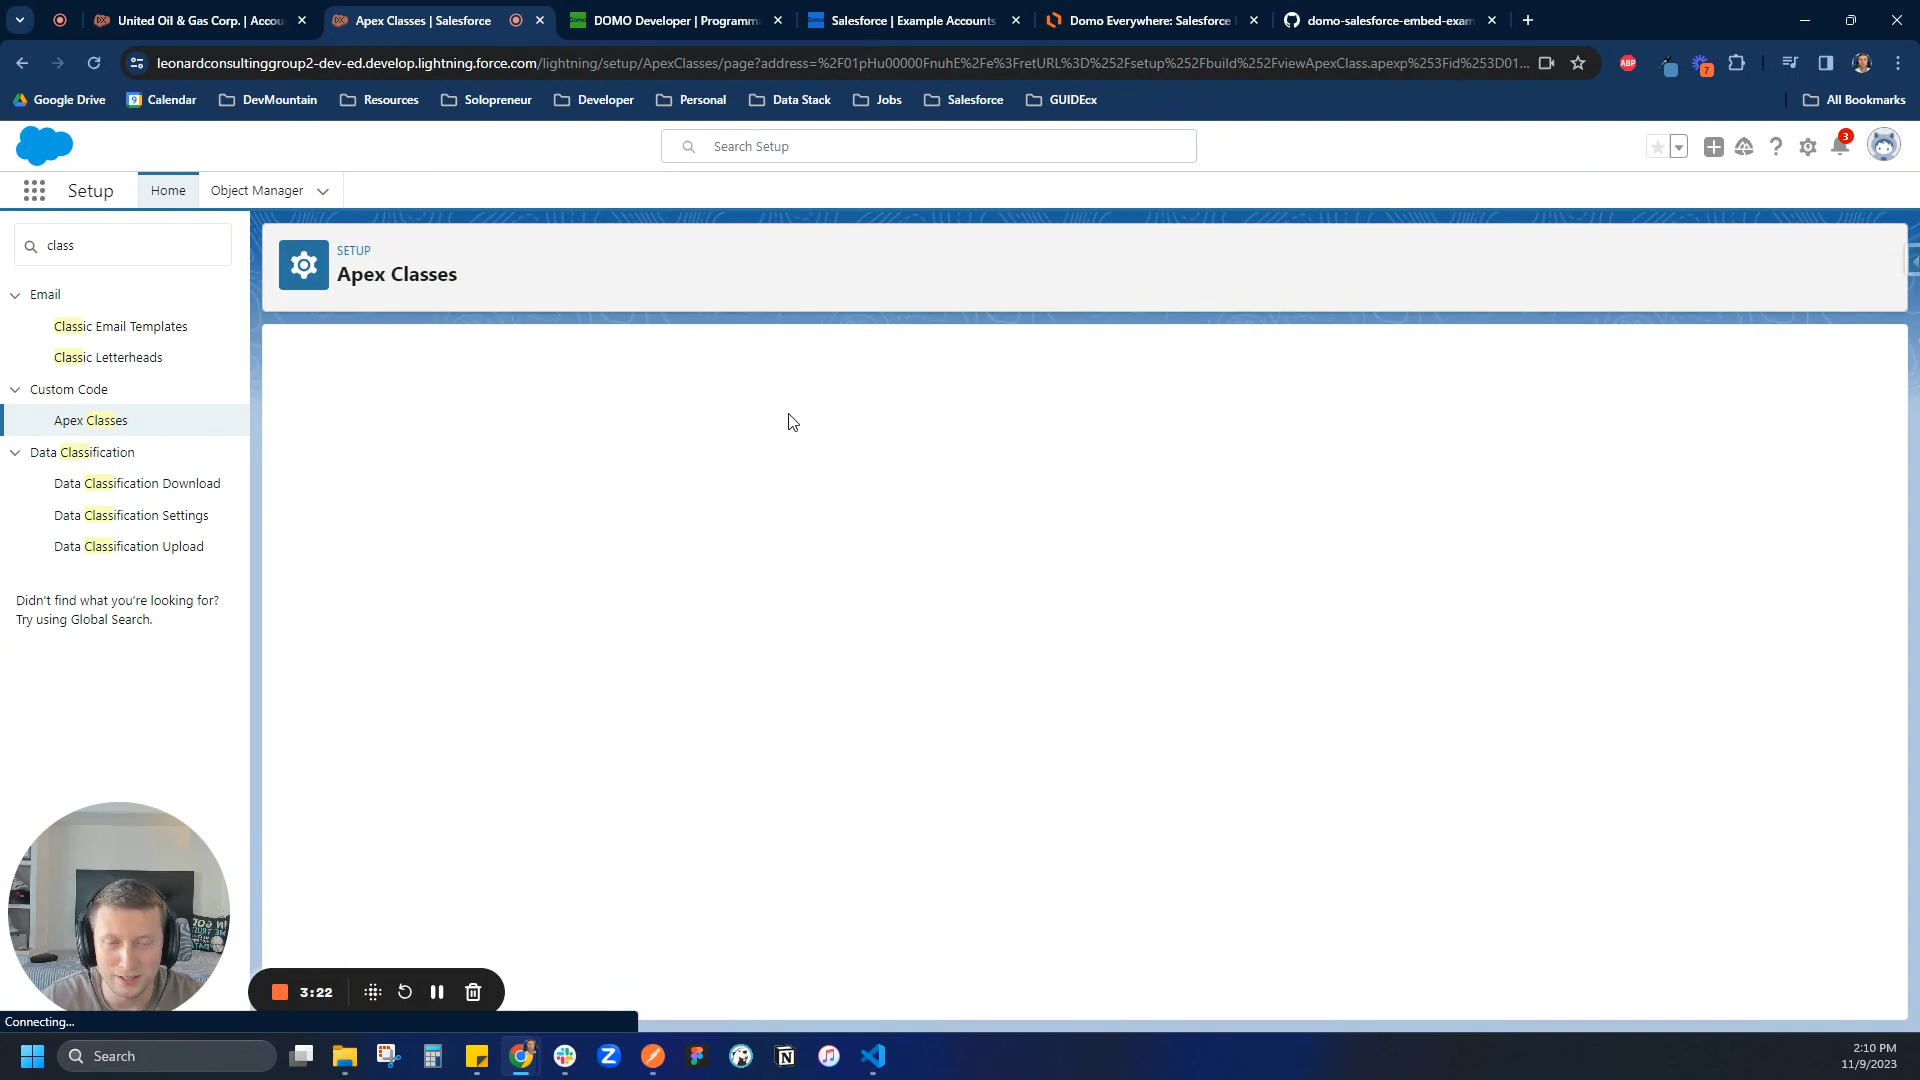 United Oil & Gas Corp. | Accou
Apex Classes | Salesforce
DOMO Developer | Programm
Salesforce | Example Accounts
Domo Everywhere: Salesforce
domo-salesforce-embed-exam
leonardconsultinggroup2-dev-ed.develop.lightning.force.com/lightning/setup/ApexClasses/page?address=%2F01pHu00000FnuhE%2Fe%3FretURL%3D%252Fsetup%252Fbuild%252FviewApexClass.apexp%253Fid%253D01...
ABP
7
Google Drive
Calendar
DevMountain
Resources
Solopreneur
Developer
Personal
Data Stack
Jobs
Salesforce
GUIDEcx
All Bookmarks
Search Setup
3
Setup
Home
Object Manager
class
SETUP
Apex Classes
Email
Classic Email Templates
Classic Letterheads
Custom Code
Apex Classes
Data Classification
Data Classification Download
Data Classification Settings
Data Classification Upload
Didn't find what you're looking for?
Try using Global Search.
3:22
Connecting...
Search
2:10 PM
11/9/2023